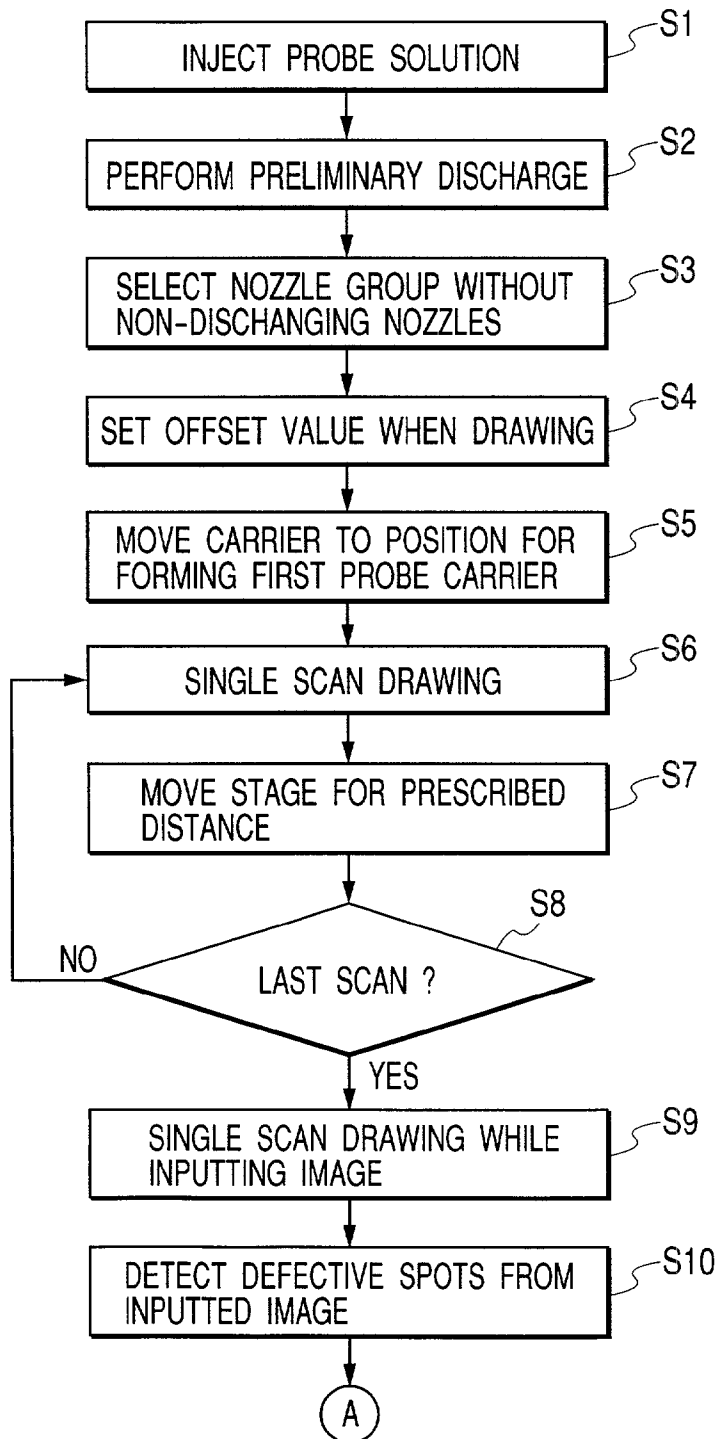 S1
INJECT PROBE SOLUTION
S2
PERFORM PRELIMINARY DISCHARGE
S3
SELECT NOZZLE GROUP WITHOUT
NON-DISCHANGING NOZZLES
S4
SET OFFSET VALUE WHEN DRAWING
S5
MOVE CARRIER TO POSITION FOR
FORMING FIRST PROBE CARRIER
S6
SINGLE SCAN DRAWING
S7
MOVE STAGE FOR PRESCRIBED
DISTANCE
S8
LAST SCAN ?
NO
YES
S9
SINGLE SCAN DRAWING WHILE
INPUTTING IMAGE
S10
DETECT DEFECTIVE SPOTS FROM
INPUTTED IMAGE
A